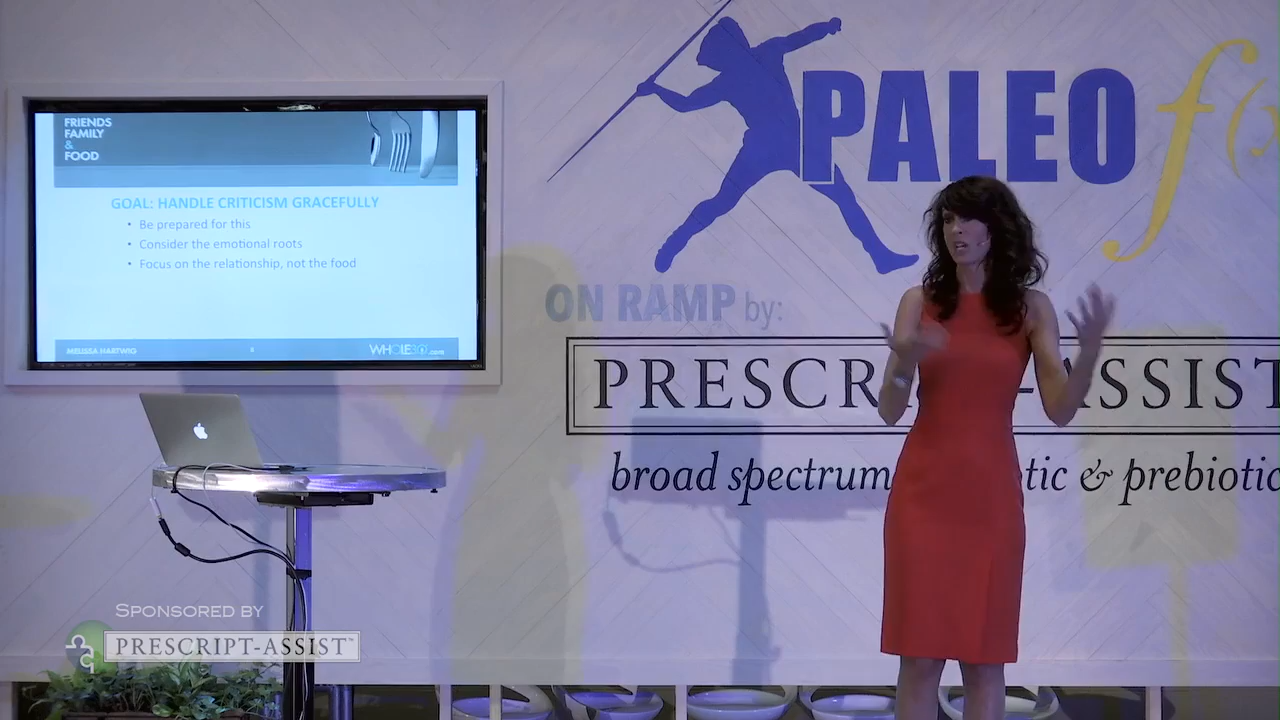 FRIENDS
FAMILY
&
FOOD
GOAL: HANDLE CRITICISM GRACEFULLY
• Be prepared for this
• Consider the emotional roots
• Focus on the relationship, not the food
MELISSA HARTWIG
8
WHOLE30.com
PALEO f(x)
ON RAMP by:
PRESCR -ASSIST
broad spectrum tic & prebiotic
SPONSORED BY
PRESCRIPT-ASSIST™